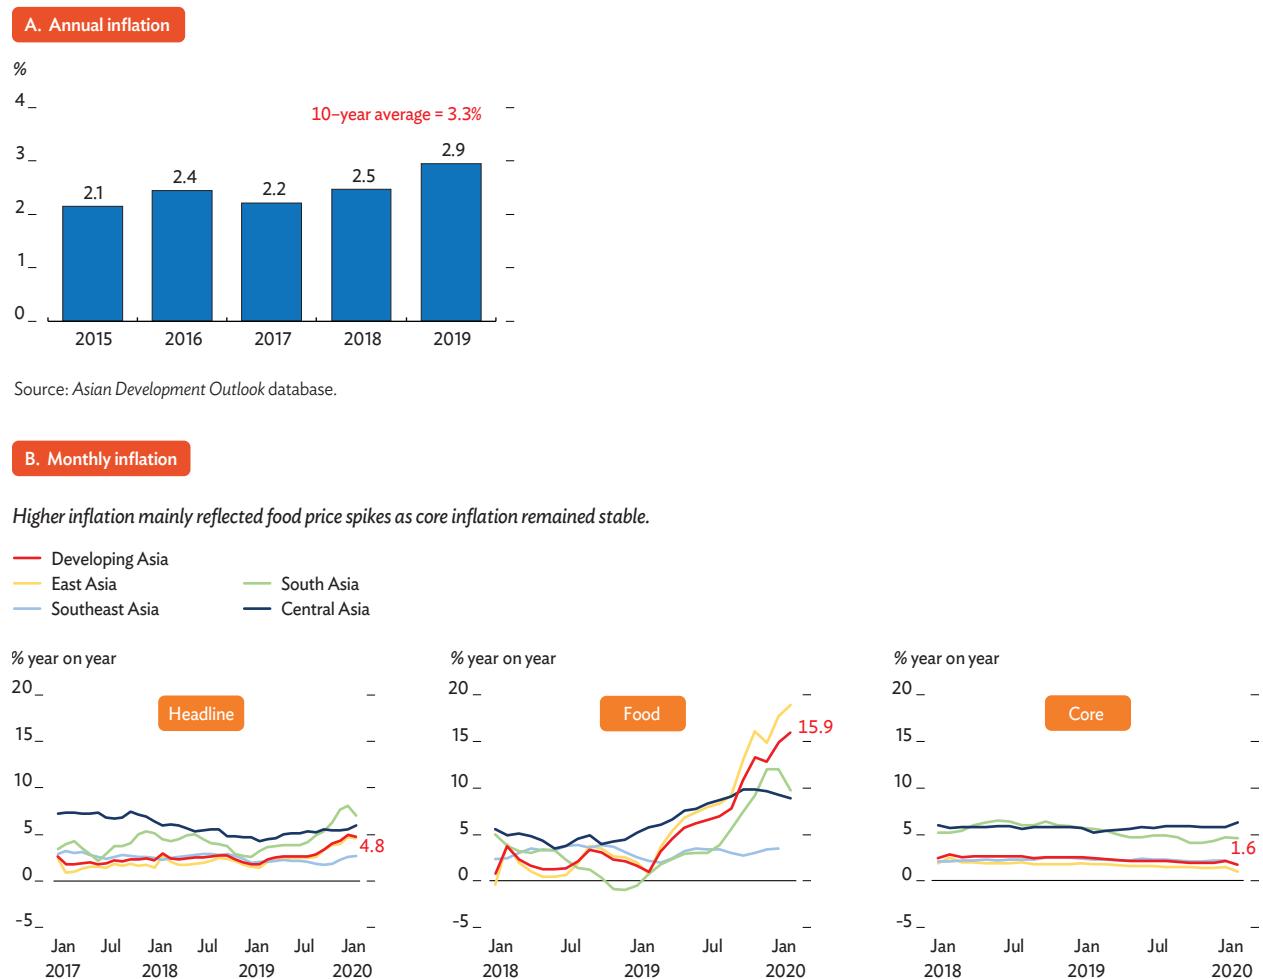 A. Annual inflation
%
4
10–year average = 3.3%
3
2.9
2.5
2.4
2.2
2.1
2
1
0
2015 2016 2017 2018 2019
Source: Asian Development Outlook database.
B. Monthly inflation
Higher inflation mainly reflected food price spikes as core inflation remained stable.
Developing Asia
East Asia South Asia
Southeast Asia Central Asia
% year on year
Headline
20
15
10
5
0
-5
4.8
Jan Jul Jan Jul Jan Jul Jan
2017 2018 2019 2020
% year on year
Food
20
15
10
5
0
-5
15.9
Jan Jul Jan Jul Jan
2018 2019 2020
% year on year
Core
20
15
10
5
0
-5
1.6
Jan Jul Jan Jul Jan
2018 2019 2020